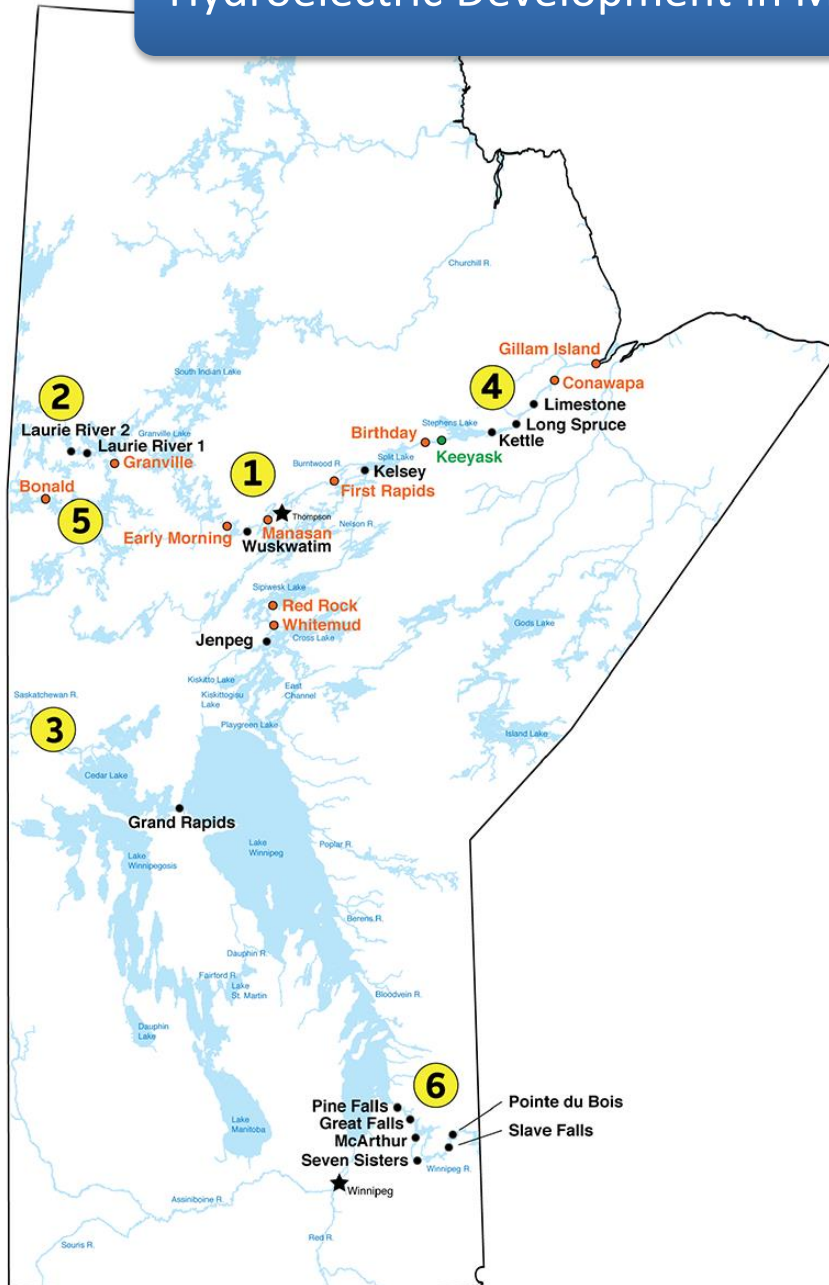 Hydroelectric Development in M
Churchill R.
Gillam Island
South Indian Lake
4
Conawapa
2
Limestone
Laurie River 2
Granville Lake
Stephens Lake
Long Spruce
Birthday
Kettle
Laurie River 1
Keeyask
Granville
1
Burntwood R.
Split Lake
Kelsey
Bonald
First Rapids
5
Thompson
Nelson R.
Early Morning
Manasan
Wuskwatim
Sipiwesk Lake
Red Rock
Whitemud
Gods Lake
Jenpeg
Cross Lake
Kiskitto Lake
East
Channel
Saskatchewan R.
Kiskittogisu
Lake
3
Playgreen Lake
Island Lake
Cedar Lake
Grand Rapids
Lake
Winnipeg
Poplar R.
Lake
Winnipegosis
Berens R.
Dauphin R.
Fairford R.
Lake
St. Martin
Bloodvein R.
Dauphin
Lake
6
Pine Falls
Pointe du Bois
Great Falls
Lake
Manitoba
McArthur
Slave Falls
Seven Sisters
Winnipeg R.
Winnipeg
Assiniboine R.
Souris R.
Red R.